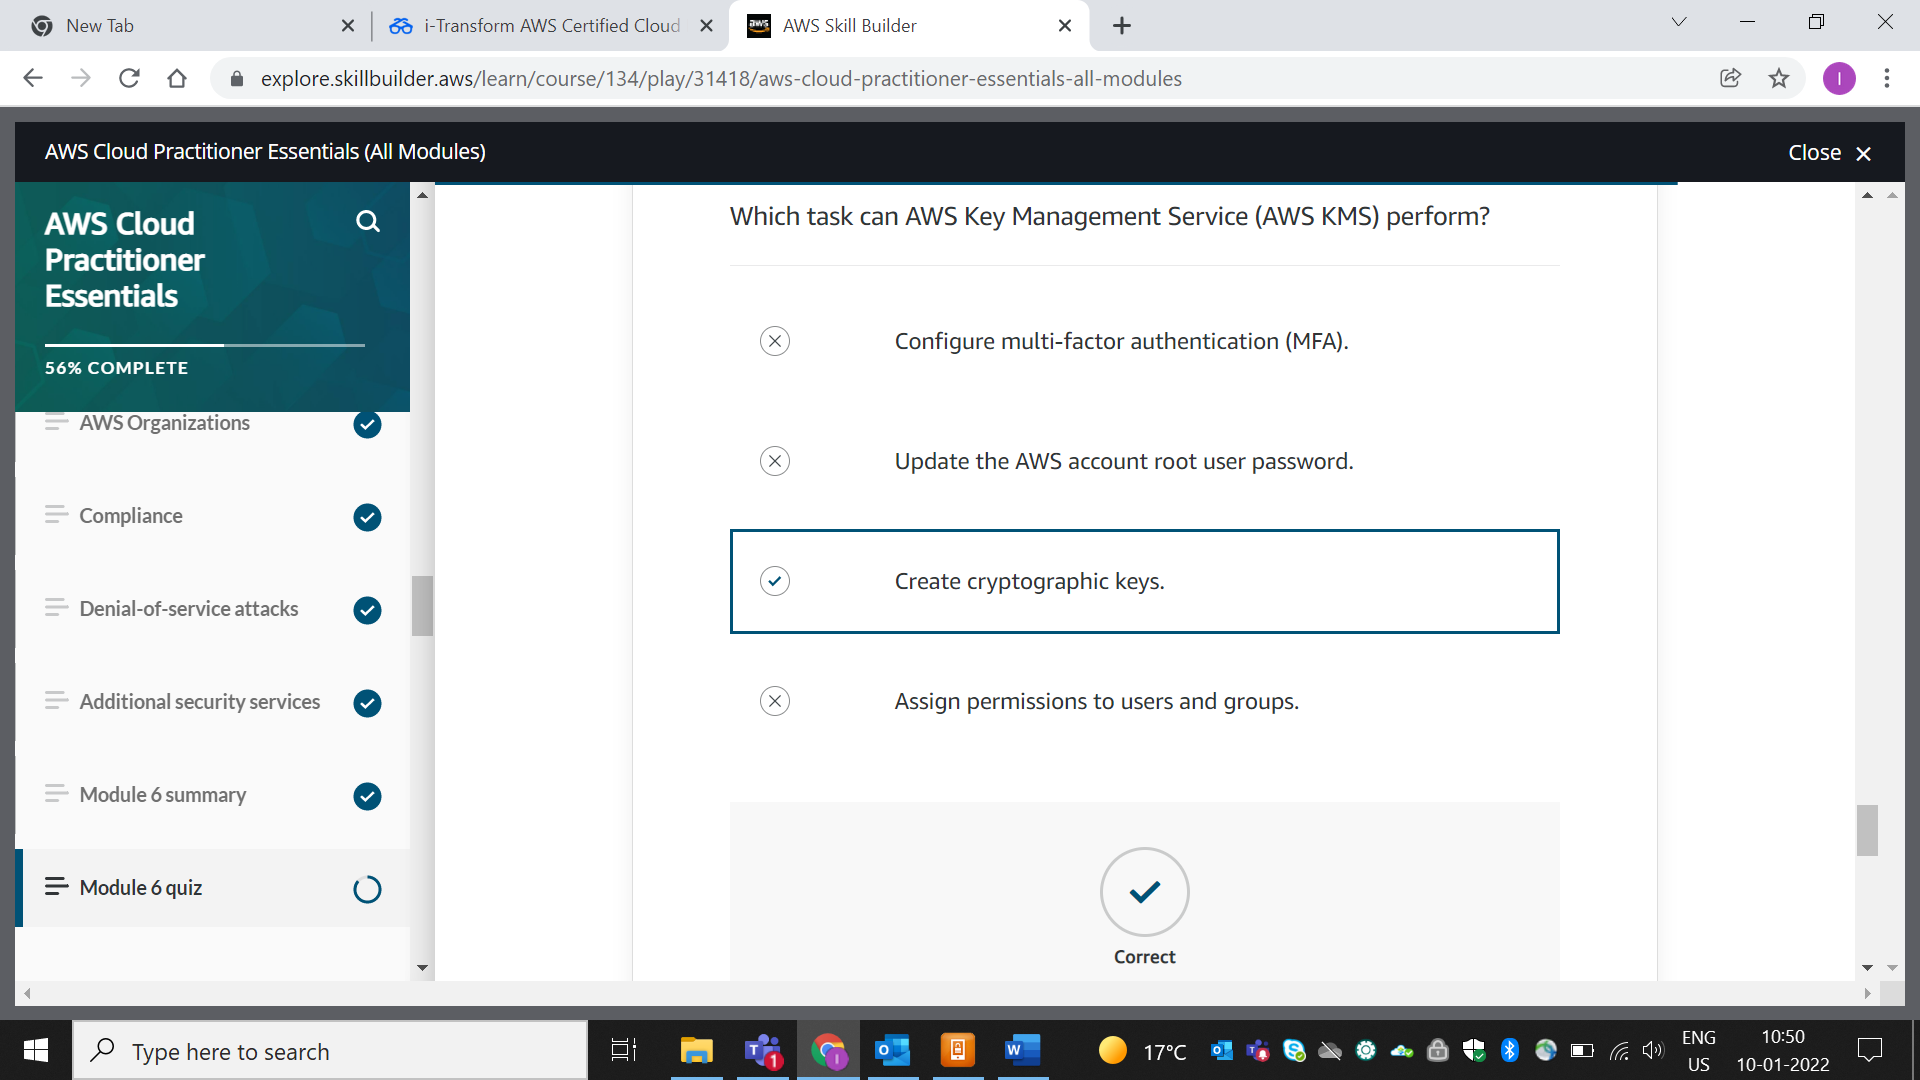 New Tab
i-Transform AWS Certified Cloud
aws
AWS Skill Builder
explore.skillbuilder.aws/learn/course/134/play/31418/aws-cloud-practitioner-essentials-all-modules
I
AWS Cloud Practitioner Essentials (All Modules)
Close
AWS Cloud
Practitioner
Essentials
56% COMPLETE
AWS Organizations
Compliance
Denial-of-service attacks
Additional security services
Module 6 summary
Module 6 quiz
Which task can AWS Key Management Service (AWS KMS) perform?
Configure multi-factor authentication (MFA).
Update the AWS account root user password.
Create cryptographic keys.
Assign permissions to users and groups.
Correct
Type here to search
T
1
I
O
W
17°C
ENG
US
10:50
10-01-2022